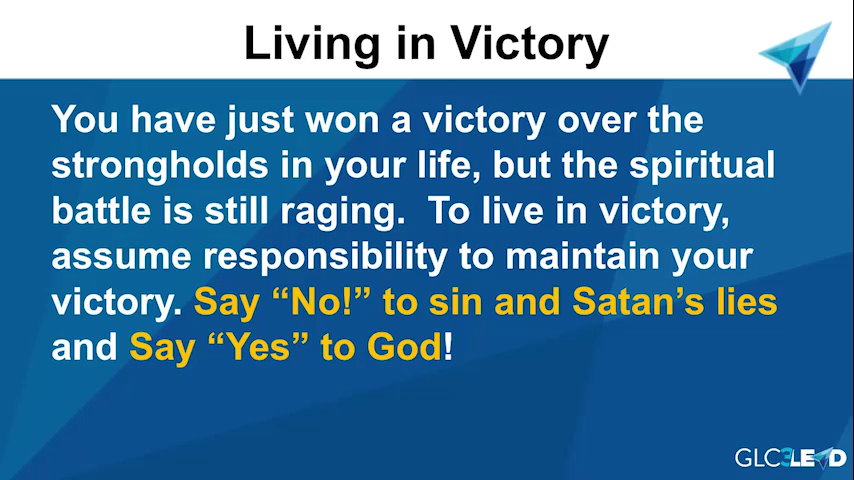 Living in Victory
You have just won a victory over the
strongholds in your life, but the spiritual
battle is still raging.  To live in victory,
assume responsibility to maintain your
victory. Say “No!” to sin and Satan’s lies
and Say “Yes” to God!
GLC3LEAD